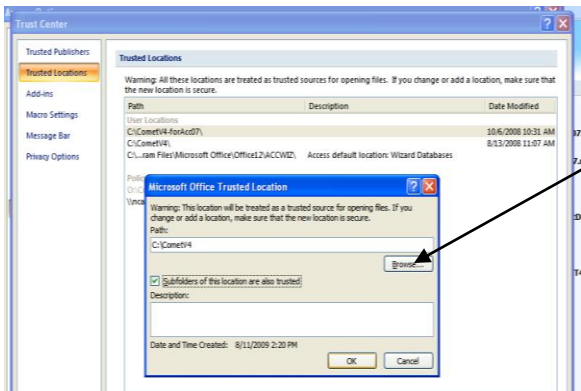 Trust Center
Trusted Publishers
Trusted Locations
Add-ins
Macro Settings
Message Bar
Privacy Options
Trusted Locations
Warning: All these locations are treated as trusted sources for opening files. If you change or add a location, make sure that
the new location is secure.
Path Description Date Modified
User Locations
C:\CometV4-forAcc07\ 10/6/2008 10:31 AM
C:\CometV4\ 8/13/2008 11:07 AM
C:\...ram Files\Microsoft Office\Office12\ACCWIZ\ Access default location: Wizard Databases
Microsoft Office Trusted Location
Warning: This location will be treated as a trusted source for opening files. If you
change or add a location, make sure that the new location is secure.
Path:
C:\CometV4
Browse...
Subfolders of this location are also trusted
Description:
Date and Time Created: 8/11/2009 2:20 PM
OK Cancel